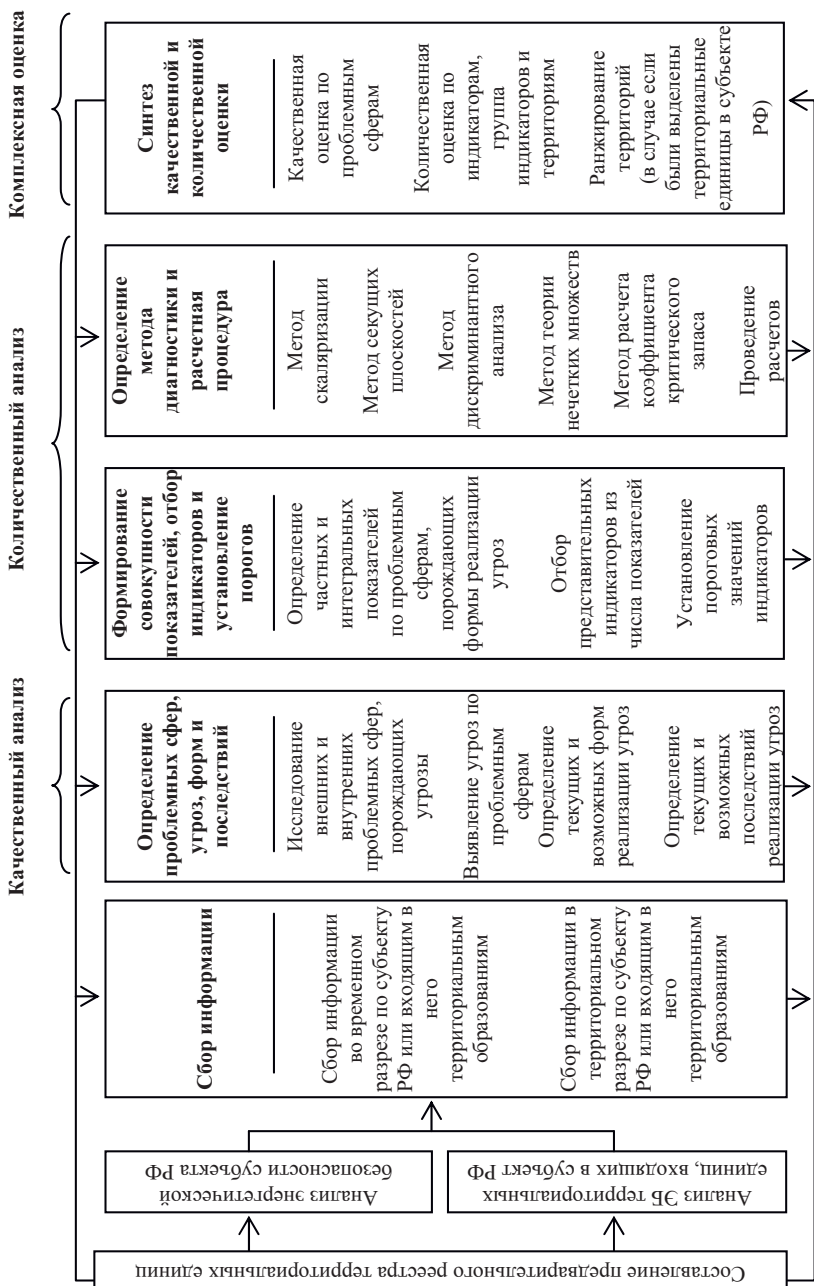 Составление предварительного реестра территориальных единиц
Анализ энергетической
безопасности субъекта РФ
Анализ ЭБ территориальных
единиц, входящих в субъект РФ
Сбор информации
Сбор информации
во временном
разрезе по субъекту
РФ или входящим в
него
территориальным
образованиям
Сбор информации в
территориальном
разрезе по субъекту
РФ или входящим в
него
территориальным
образованиям
Качественный анализ
Определение
проблемных сфер,
угроз, форм и
последствий
Исследование
внешних и
внутренних
проблемных сфер,
порождающих
угрозы
Выявление угроз по
проблемным
сферам
Определение
текущих и
возможных форм
реализации угроз
Определение
текущих и
возможных
последствий
реализации угроз
Количественный анализ
Формирование
совокупности
показателей, отбор
индикаторов и
установление
порогов
Определение
частных и
интегральных
показателей
по проблемным
сферам,
порождающих
формы реализации
угроз
Отбор
представительных
индикаторов из
числа показателей
Установление
пороговых
значений
индикаторов
Определение
метода
диагностики и
расчетная
процедура
Метод
скаляризации
Метод секущих
плоскостей
Метод
дискриминантного
анализа
Метод теории
нечетких множеств
Метод расчета
коэффициента
критического
запаса
Проведение
расчетов
Комплексная оценка
Синтез
качественной и
количественной
оценки
Качественная
оценка по
проблемным
сферам
Количественная
оценка по
индикаторам,
группа
индикаторов и
территориям
Ранжирование
территорий
(в случае если
были выделены
территориальные
единицы в субъекте
РФ)